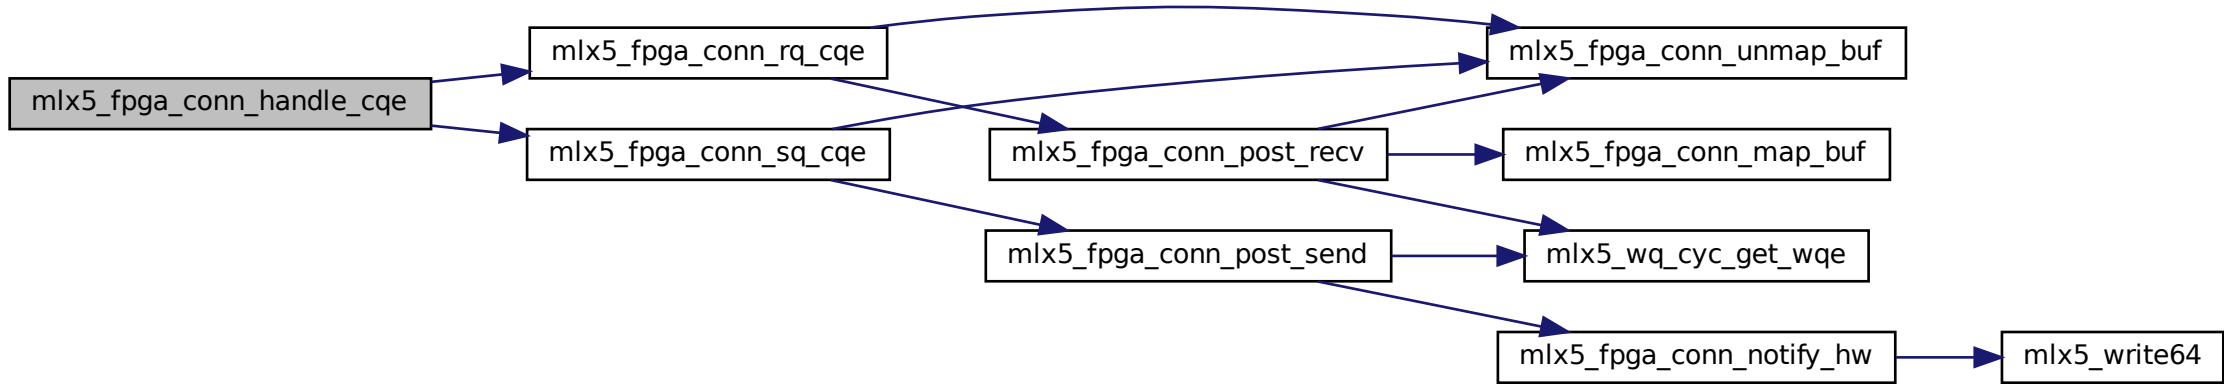 mlx5_fpga_conn_handle_cqe
mlx5_fpga_conn_rq_cqe
mlx5_fpga_conn_sq_cqe
mlx5_fpga_conn_post_recv
mlx5_fpga_conn_post_send
mlx5_fpga_conn_unmap_buf
mlx5_fpga_conn_map_buf
mlx5_wq_cyc_get_wqe
mlx5_fpga_conn_notify_hw
mlx5_write64